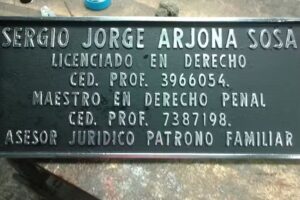 SERGIO JORGE ARJONA SOSA
LICENCIADO EN DERECHO
CED. PROF. 3966054.
MAESTRO EN DERECHO PENAL
CED. PROF. 7387198.
ASESOR JURIDICO PATRONO FAMILIAR